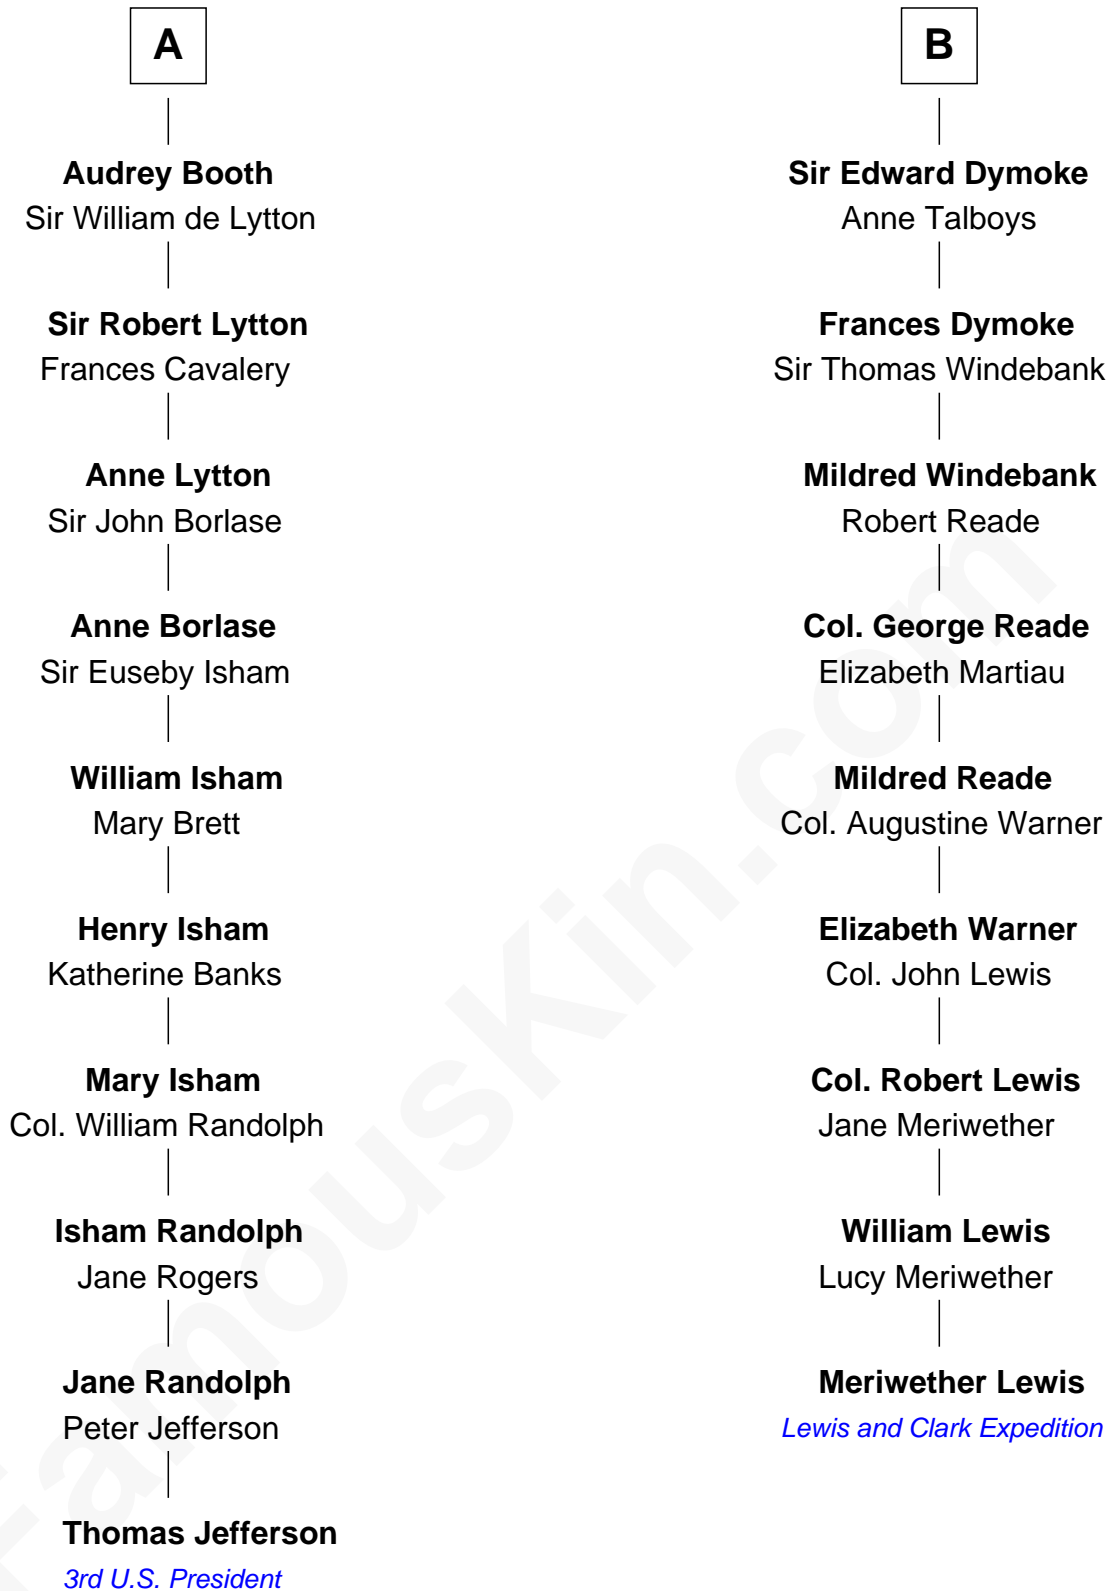 A
Audrey Booth
Sir William de Lytton
Sir Robert Lytton
Frances Cavalery
Anne Lytton
Sir John Borlase
Anne Borlase
Sir Euseby Isham
William Isham
Mary Brett
Henry Isham
Katherine Banks
Mary Isham
Col. William Randolph
Isham Randolph
Jane Rogers
Jane Randolph
Peter Jefferson
Thomas Jefferson
3rd U.S. President
B
Sir Edward Dymoke
Anne Talboys
Frances Dymoke
Sir Thomas Windebank
Mildred Windebank
Robert Reade
Col. George Reade
Elizabeth Martiau
Mildred Reade
Col. Augustine Warner
Elizabeth Warner
Col. John Lewis
Col. Robert Lewis
Jane Meriwether
William Lewis
Lucy Meriwether
Meriwether Lewis
Lewis and Clark Expedition
FamousKin.com